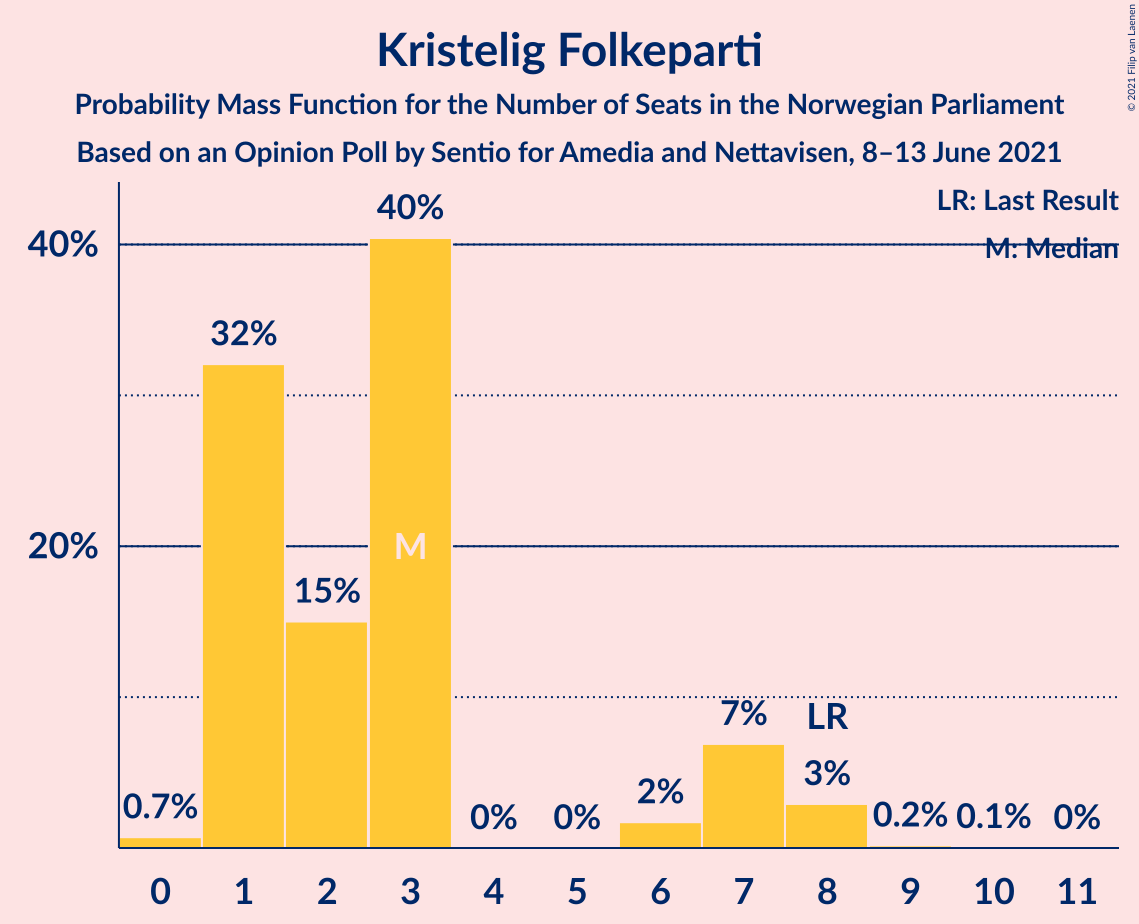 Kristelig Folkeparti
Probability Mass Function for the Number of Seats in the Norwegian Parliament
Based on an Opinion Poll by Sentio for Amedia and Nettavisen, 8–13 June 2021
© 2021 Filip van Laenen
LR: Last Result
M: Median
40%
20%
0.7%
32%
15%
40%
M
0%
0%
2%
7%
LR
3%
0.2%
0.1%
0%
0 1 2 3 4 5 6 7 8 9 10 11